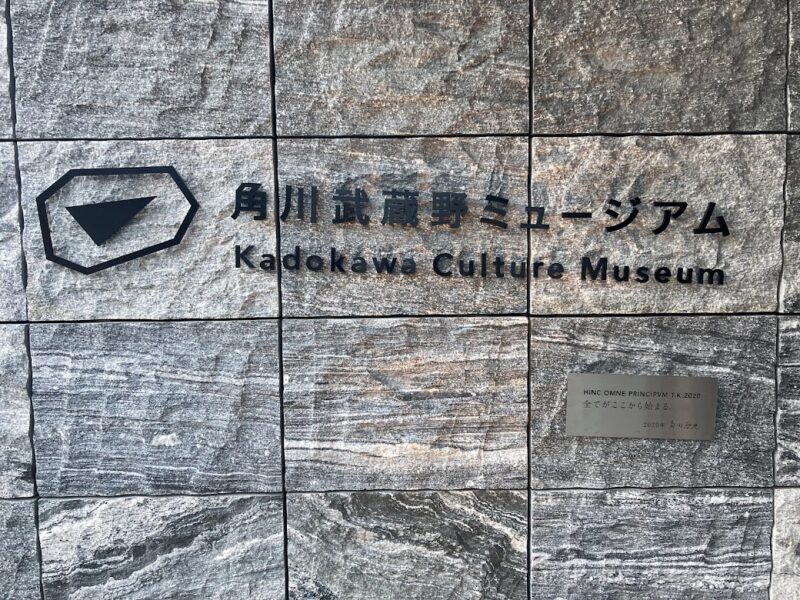 角川武蔵野ミュージアム
Kadokawa Culture Museum
HINC OMNE PRINCIPVM T.K.2020
全てがここから始まる。
2020年